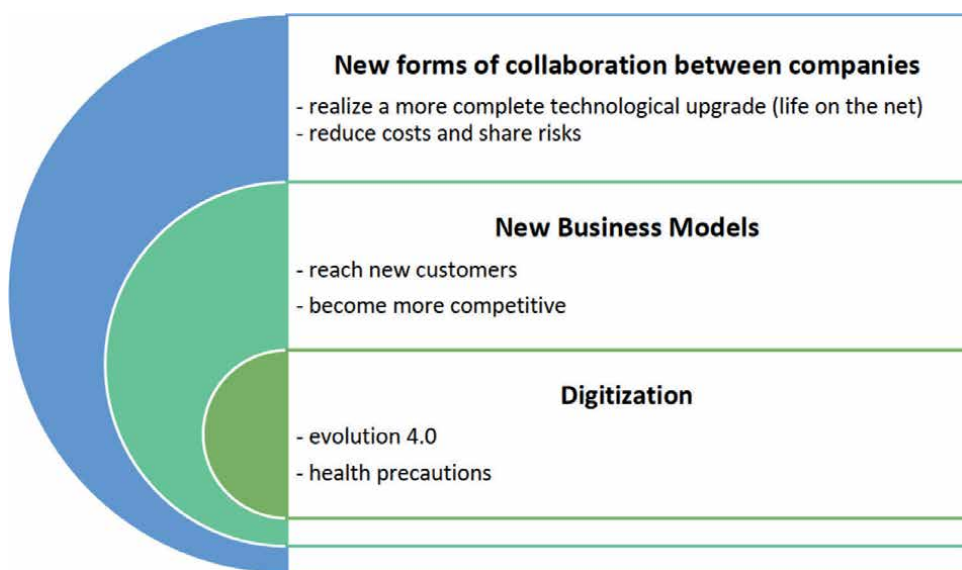 New forms of collaboration between companies
- realize a more complete technological upgrade (life on the net)
- reduce costs and share risks
New Business Models
- reach new customers
- become more competitive
Digitization
- evolution 4.0
- health precautions